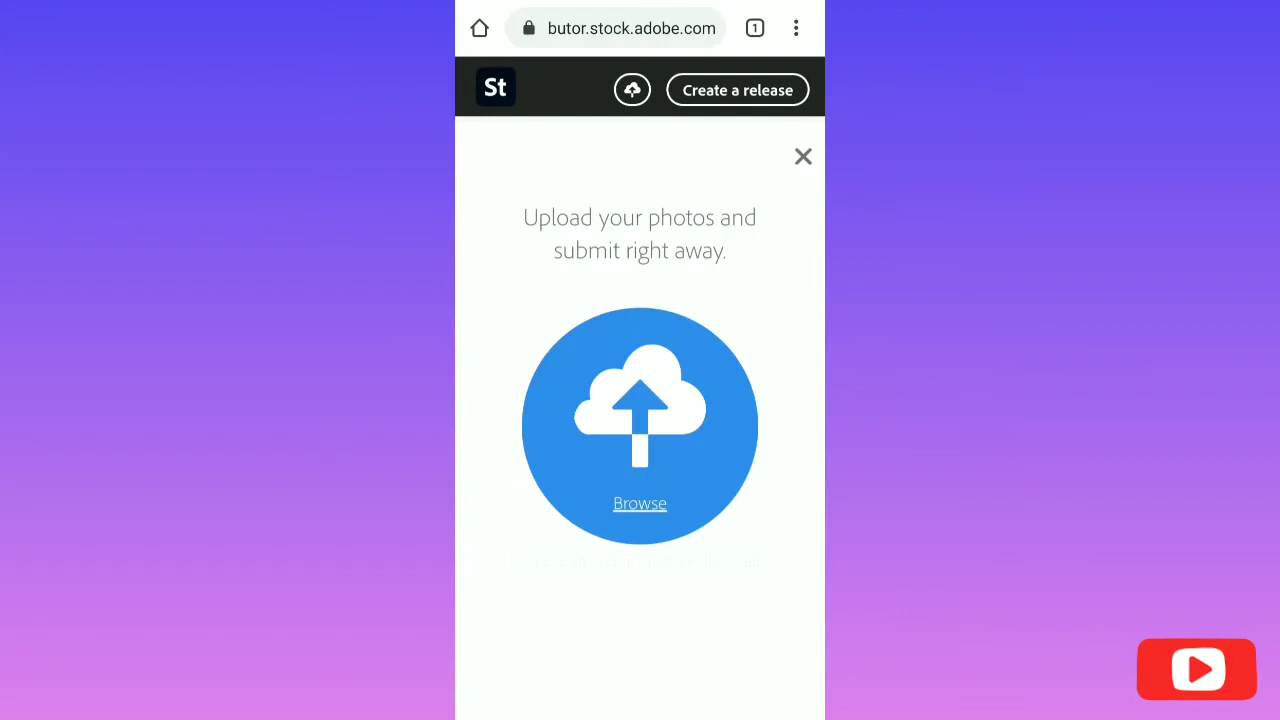 butor.stock.adobe.com
1
St
Create a release
Upload your photos and
submit right away.
Browse